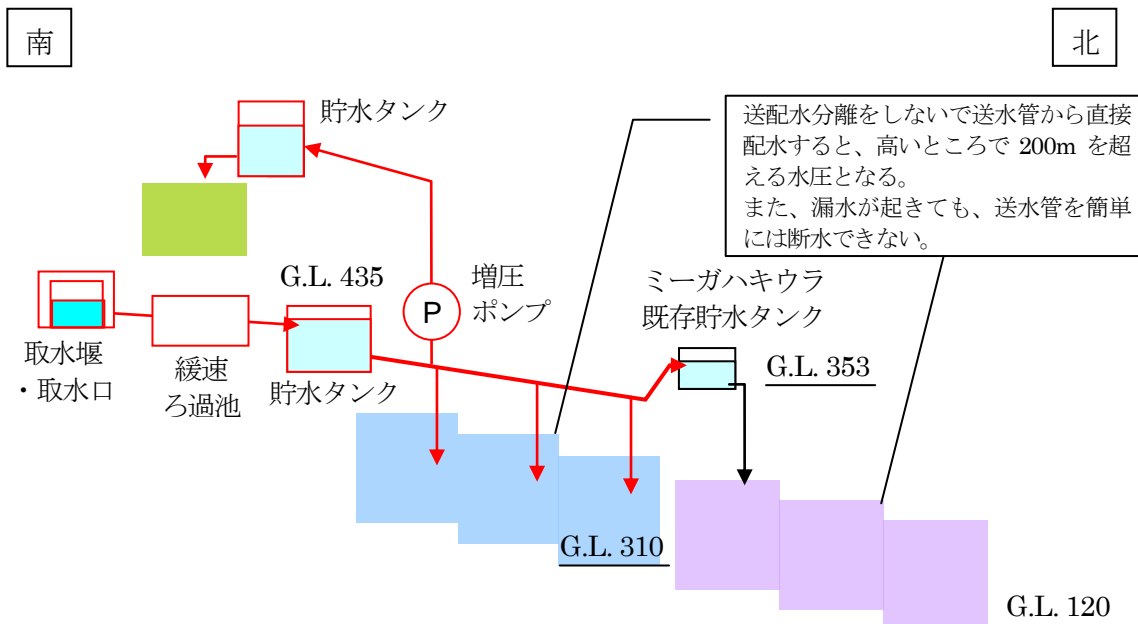 南
北
貯水タンク
送配水分離をしないで送水管から直接
配水すると、高いところで 200m を超
える水圧となる。
また、漏水が起きても、送水管を簡単
には断水できない。
G.L. 435
増圧
ポンプ
P
ミーガハキウラ
既存貯水タンク
G.L. 353
取水堰
・取水口
緩速
ろ過池
貯水タンク
G.L. 310
G.L. 120